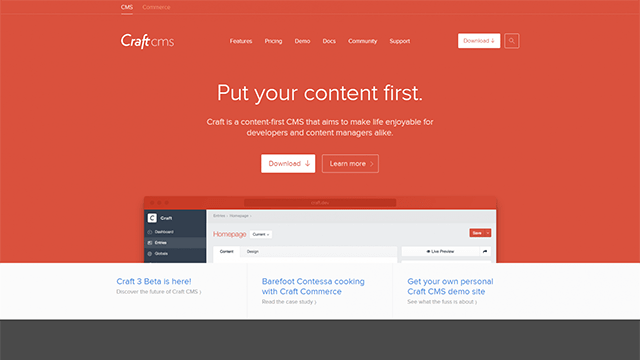 CMS Commerce
Craft cms
Features Pricing Demo Docs Community Support
Download ↓
Put your content first.
Craft is a content-first CMS that aims to make life enjoyable for
developers and content managers alike.
Download ↓
Learn more >
craft.dev
C Craft
Dashboard
Entries
Globals
Entries › Homepage ›
Homepage
Current
Save
Content Design
Live Preview
Craft 3 Beta is here!
Discover the future of Craft CMS ⟩
Barefoot Contessa cooking
with Craft Commerce
Read the case study ⟩
Get your own personal
Craft CMS demo site
See what the fuss is about ⟩